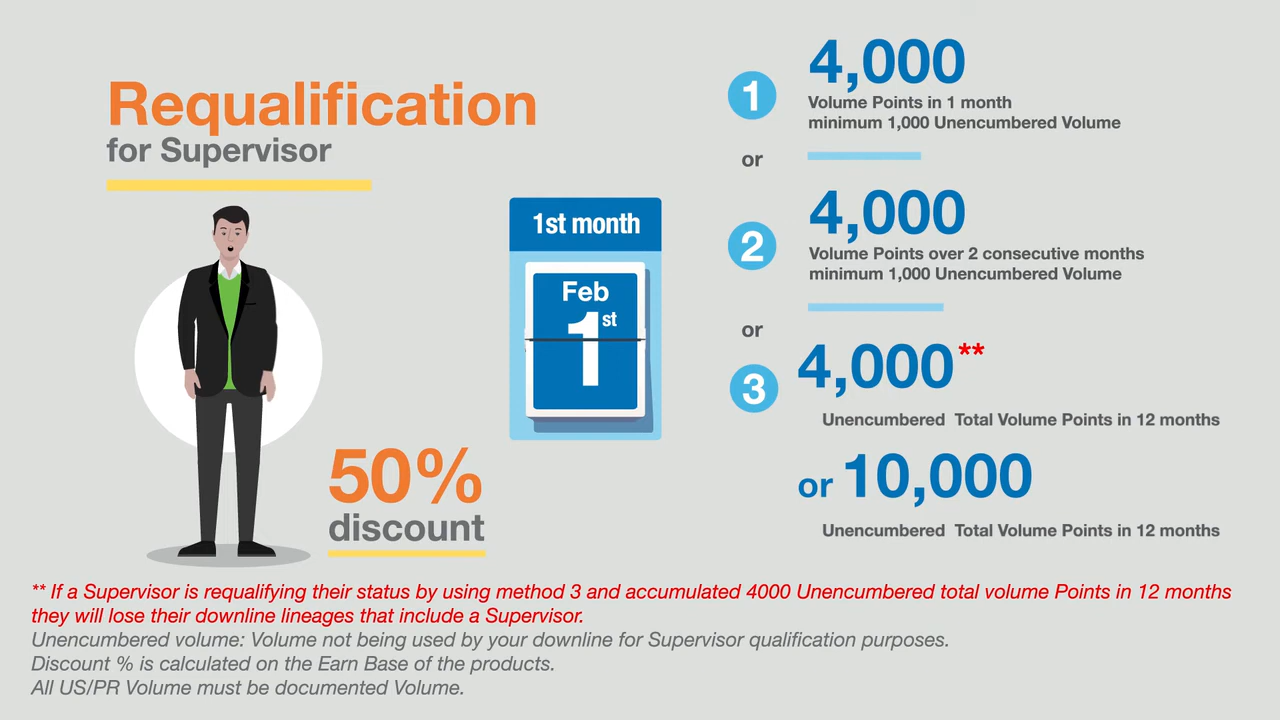 Requalification
for Supervisor
50%
discount
1st month
Feb
1st
1
4,000
Volume Points in 1 month
minimum 1,000 Unencumbered Volume
or
2
4,000
Volume Points over 2 consecutive months
minimum 1,000 Unencumbered Volume
or
3
4,000**
Unencumbered Total Volume Points in 12 months
or 10,000
Unencumbered Total Volume Points in 12 months
** If a Supervisor is requalifying their status by using method 3 and accumulated 4000 Unencumbered total volume Points in 12 months
they will lose their downline lineages that include a Supervisor.
Unencumbered volume: Volume not being used by your downline for Supervisor qualification purposes.
Discount % is calculated on the Earn Base of the products.
All US/PR Volume must be documented Volume.